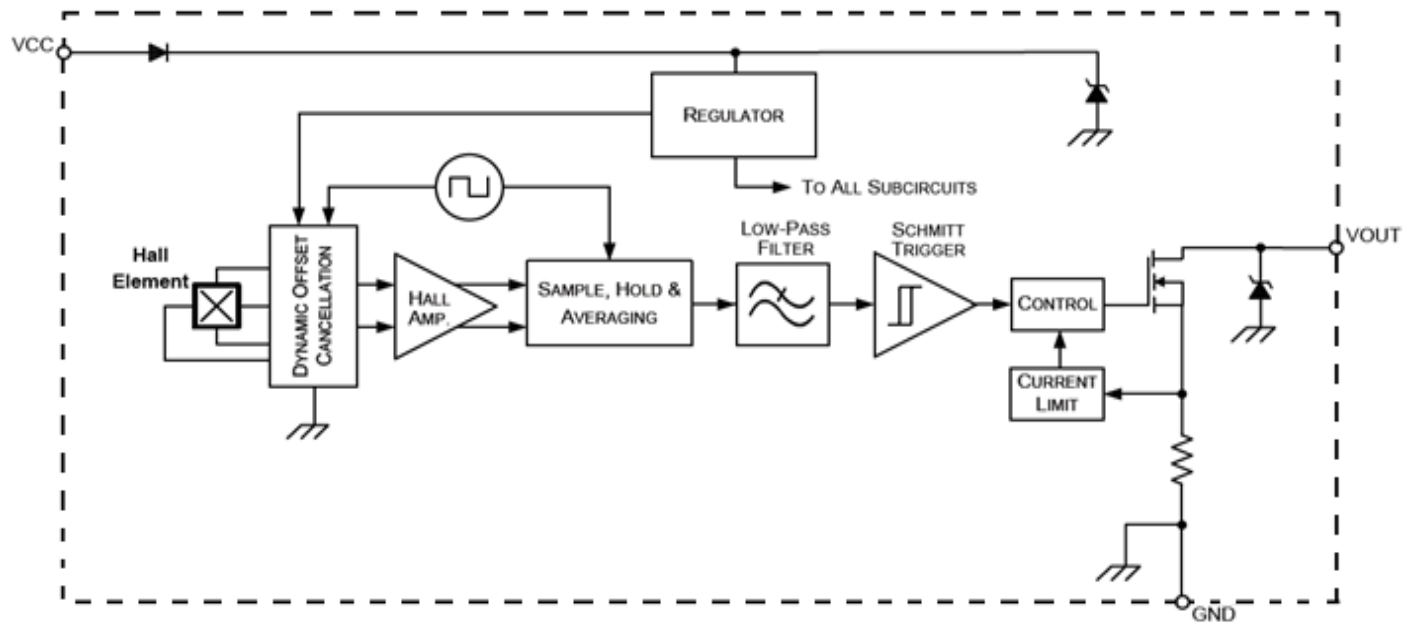 VCC
REGULATOR
TO ALL SUBCIRCUITS
LOW-PASS
FILTER
SCHMITT
TRIGGER
VOUT
Hall
Element
DYNAMIC OFFSET
CANCELLATION
HALL
AMP.
SAMPLE, HOLD &
AVERAGING
CONTROL
CURRENT
LIMIT
GND